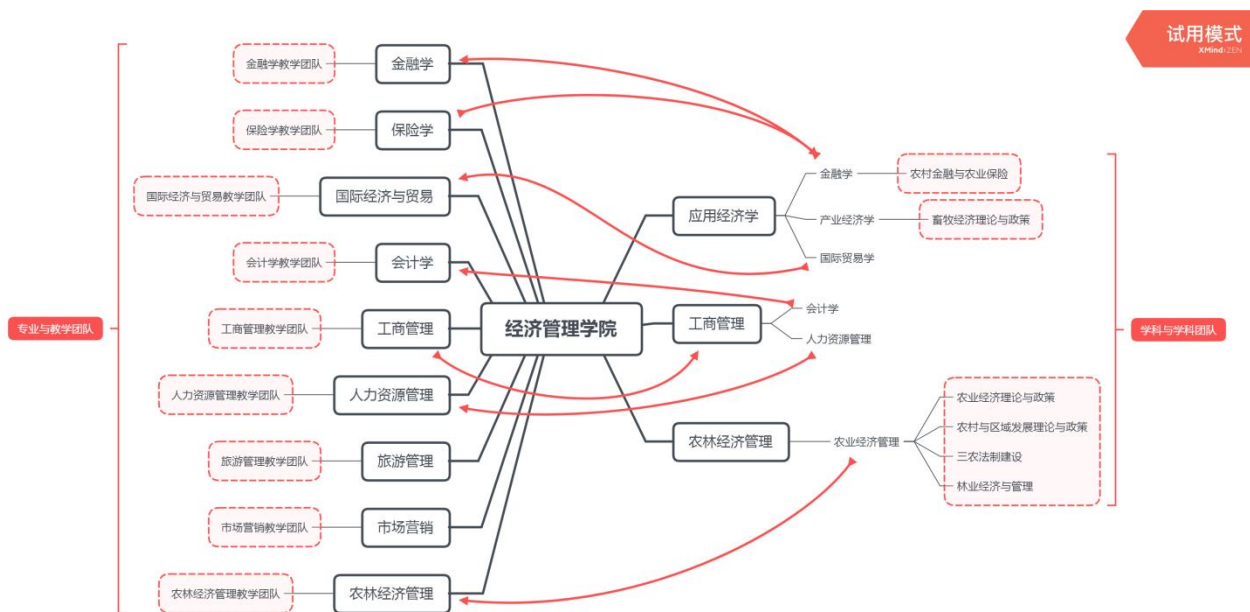 试用模式
XMind:ZEN
专业与教学团队
金融学教学团队
金融学
保险学教学团队
保险学
国际经济与贸易教学团队
国际经济与贸易
会计学教学团队
会计学
工商管理教学团队
工商管理
人力资源管理教学团队
人力资源管理
旅游管理教学团队
旅游管理
市场营销教学团队
市场营销
农林经济管理教学团队
农林经济管理
经济管理学院
应用经济学
金融学
农村金融与农业保险
产业经济学
畜牧经济理论与政策
国际贸易学
工商管理
会计学
人力资源管理
农林经济管理
农业经济管理
农业经济理论与政策
农村与区域发展理论与政策
三农法制建设
林业经济与管理
学科与学科团队